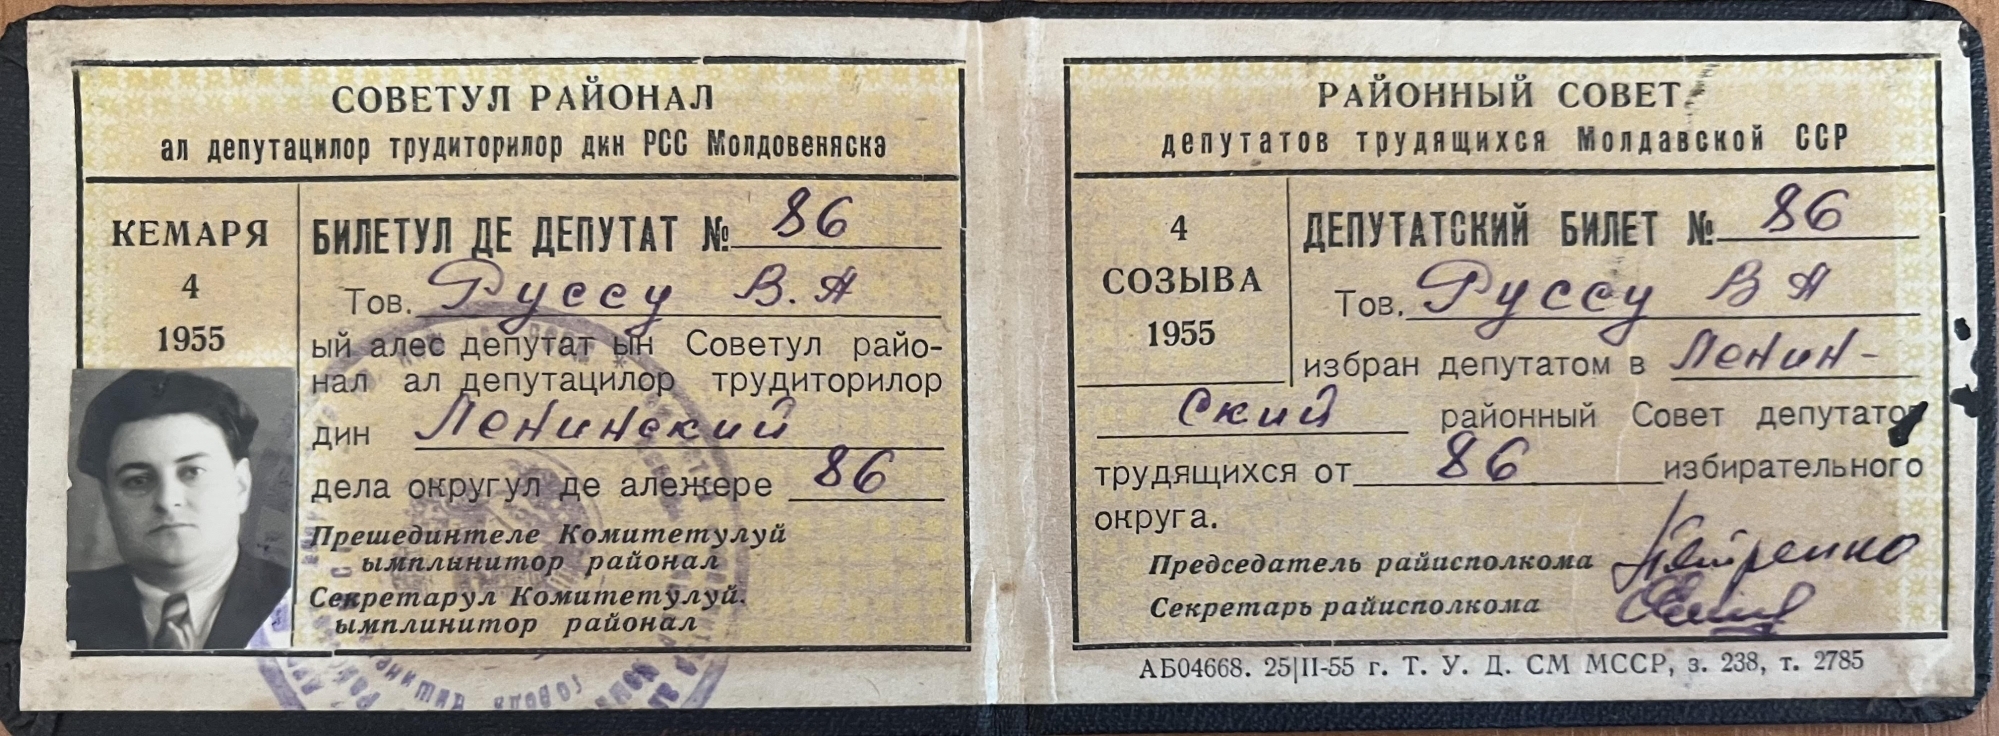 СОВЕТУЛ РАЙОНАЛ
ал депутацилор трудиторилор дин РСС Молдовеняскэ
КЕМАРЯ
4
1955
БИЛЕТУЛ ДЕ ДЕПУТАТ № 86
Тов. Руссу В. А
ый алес депутат ын Советул райо-
нал ал депутацилор трудиторилор
дин Ленинский
дела округул де алежере 86
Прешединтеле Комитетулуй
ымплинитор районал
Секретарул Комитетулуй.
ымплинитор районал
РАЙОННЫЙ СОВЕТ
депутатов трудящихся Молдавской ССР
4
СОЗЫВА
1955
ДЕПУТАТСКИЙ БИЛЕТ № 86
Тов. Руссу В А
избран депутатом в Ленин-
ский районный Совет депутатов
трудящихся от 86 избирательного
округа.
Председатель райисполкома Петренко
Секретарь райисполкома
АБ04668. 25|II-55 г. Т. У. Д. СМ МССР, з. 238, т. 2785